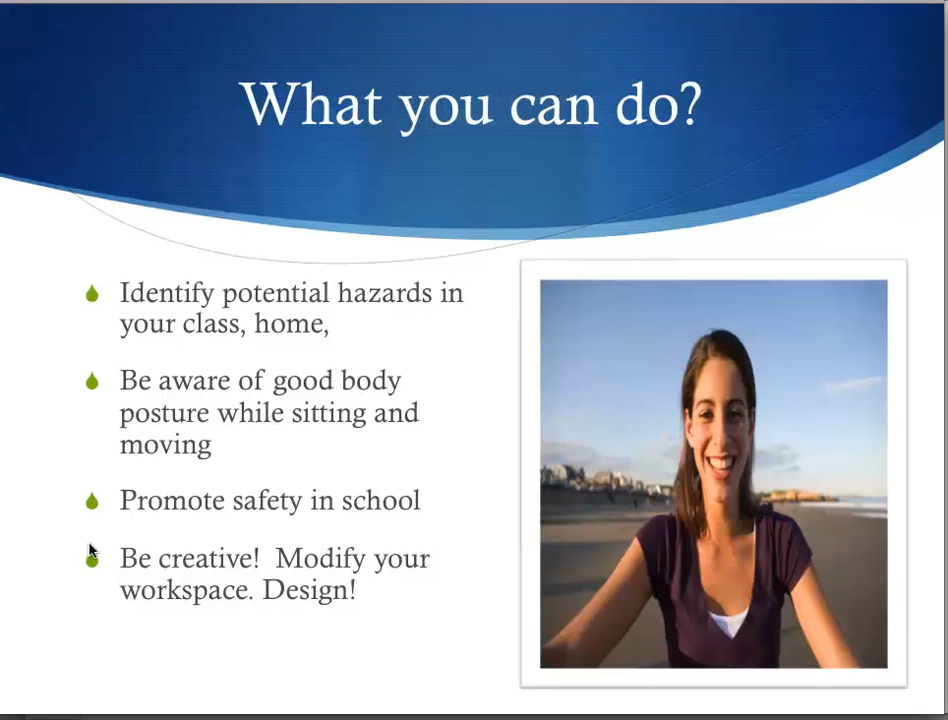 What you can do?
Identify potential hazards in
your class, home,
Be aware of good body
posture while sitting and
moving
Promote safety in school
Be creative!  Modify your
workspace. Design!